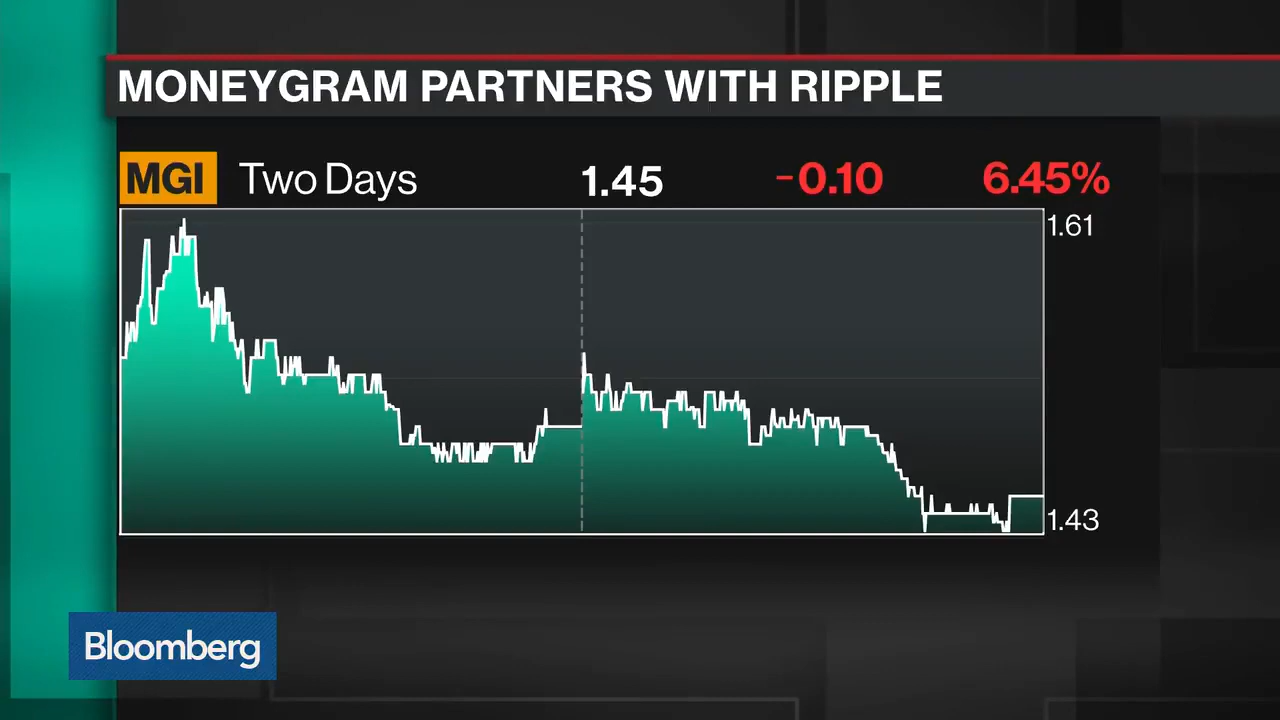 MONEYGRAM PARTNERS WITH RIPPLE
MGI Two Days 1.45 -0.10 6.45%
1.61
1.43
Bloomberg